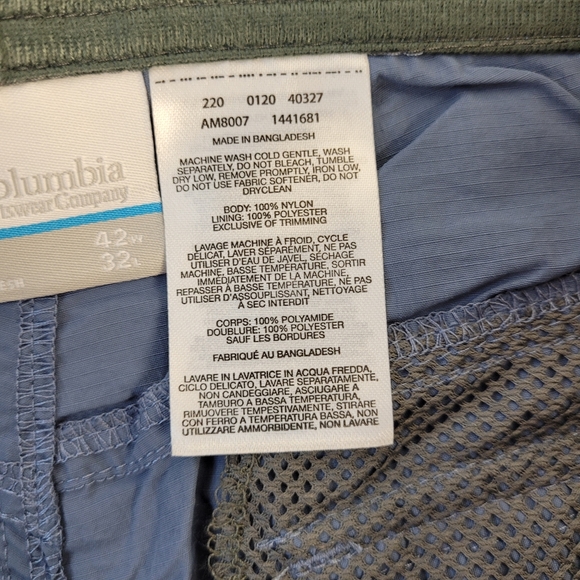 olumbia
tswear Company
42W
32L
ESH
220 0120 40327
AM8007 1441681
MADE IN BANGLADESH
MACHINE WASH COLD GENTLE, WASH
SEPARATELY, DO NOT BLEACH, TUMBLE
DRY LOW, REMOVE PROMPTLY, IRON LOW,
DO NOT USE FABRIC SOFTENER, DO NOT
DRYCLEAN
BODY: 100% NYLON
LINING: 100% POLYESTER
EXCLUSIVE OF TRIMMING
LAVAGE MACHINE À FROID, CYCLE
DÉLICAT, LAVER SÉPARÉMENT, NE PAS
UTILISER D'EAU DE JAVEL, SÉCHAGE
MACHINE, BASSE TEMPÉRATURE, SORTIR
IMMÉDIATEMENT DE LA MACHINE,
REPASSER À BASSE TEMPÉRATURE, NE PAS
UTILISER D'ASSOUPLISSANT, NETTOYAGE
À SEC INTERDIT
CORPS: 100% POLYAMIDE
DOUBLURE: 100% POLYESTER
SAUF LES BORDURES
FABRIQUÉ AU BANGLADESH
LAVARE IN LAVATRICE IN ACQUA FREDDA,
CICLO DELICATO, LAVARE SEPARATAMENTE,
NON CANDEGGIARE, ASCIUGARE A
TAMBURO A BASSA TEMPERATURA,
RIMUOVERE TEMPESTIVAMENTE, STIRARE
CON FERRO A TEMPERATURA BASSA, NON
UTILIZZARE AMMORBIDENTE, NON LAVARE